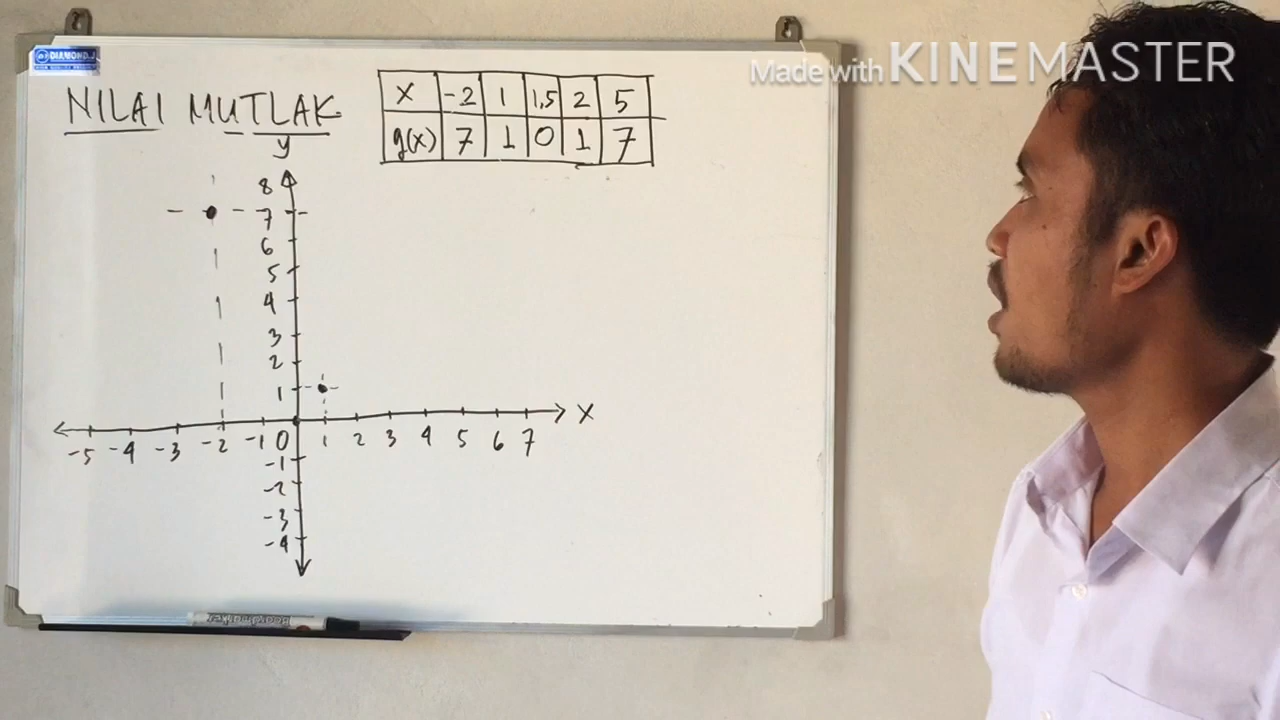 Made with KINEMASTER
DIAMOND.J
NILAI MUTLAK
X -2 1 1,5 2 5
g(x) 7 1 0 1 7
y
8
7
6
5
4
3
2
1
-5 -4 -3 -2 -1 0 1 2 3 4 5 6 7 X
-1
-2
-3
-4
boardmarker